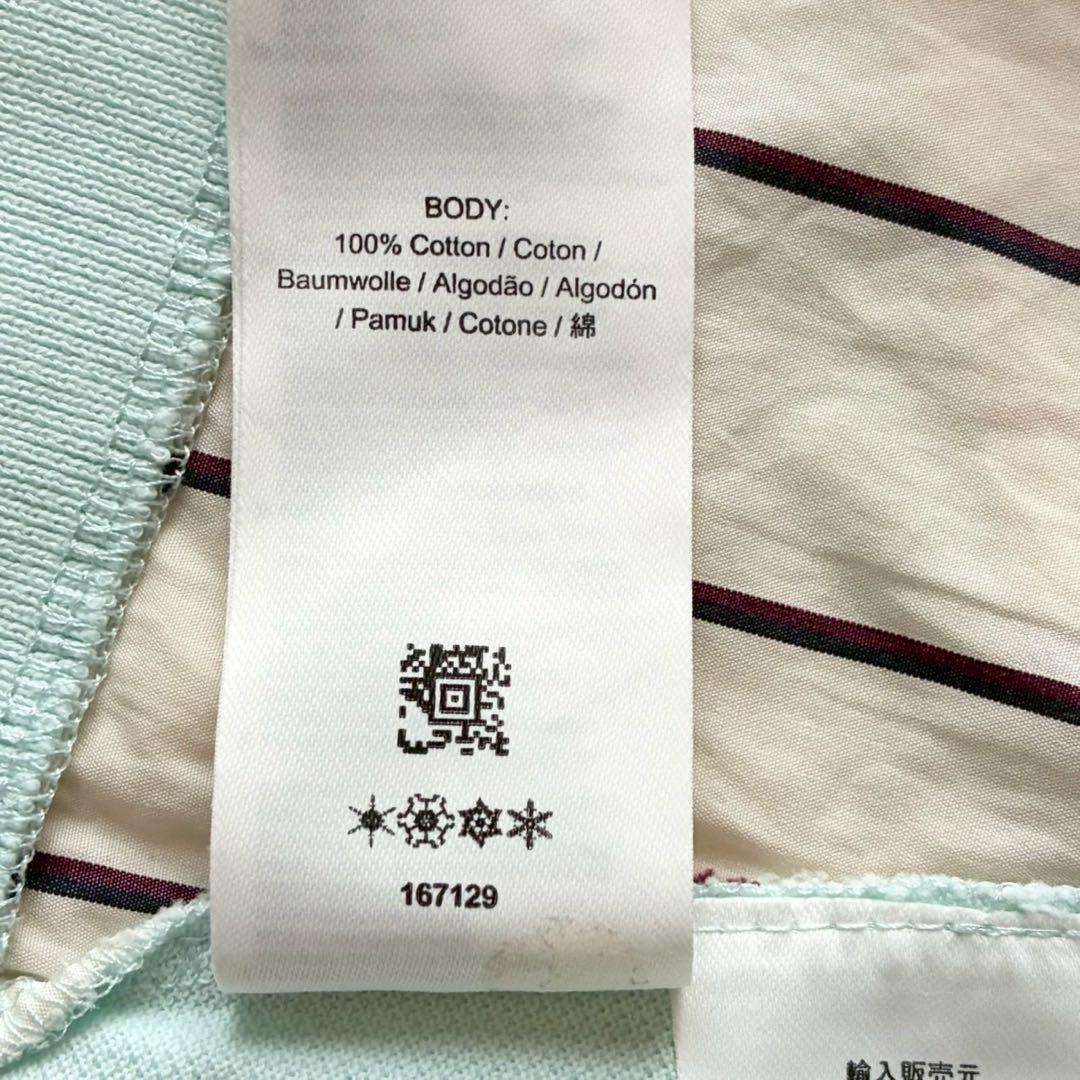 BODY:
100% Cotton / Coton /
Baumwolle / Algodão / Algodón
/ Pamuk / Cotone / 綿
167129
輸入販売元